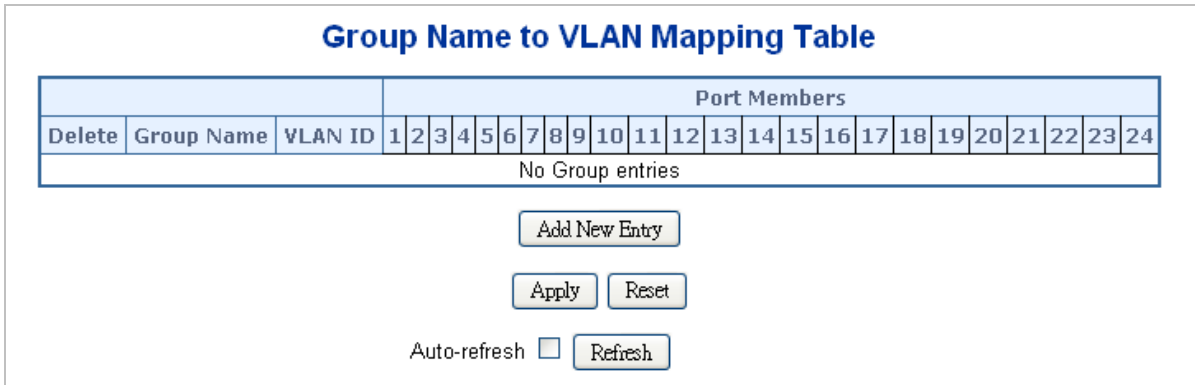 Group Name to VLAN Mapping Table
Port Members
Delete Group Name VLAN ID 1 2 3 4 5 6 7 8 9 10 11 12 13 14 15 16 17 18 19 20 21 22 23 24
No Group entries
Add New Entry
Apply Reset
Auto-refresh Refresh